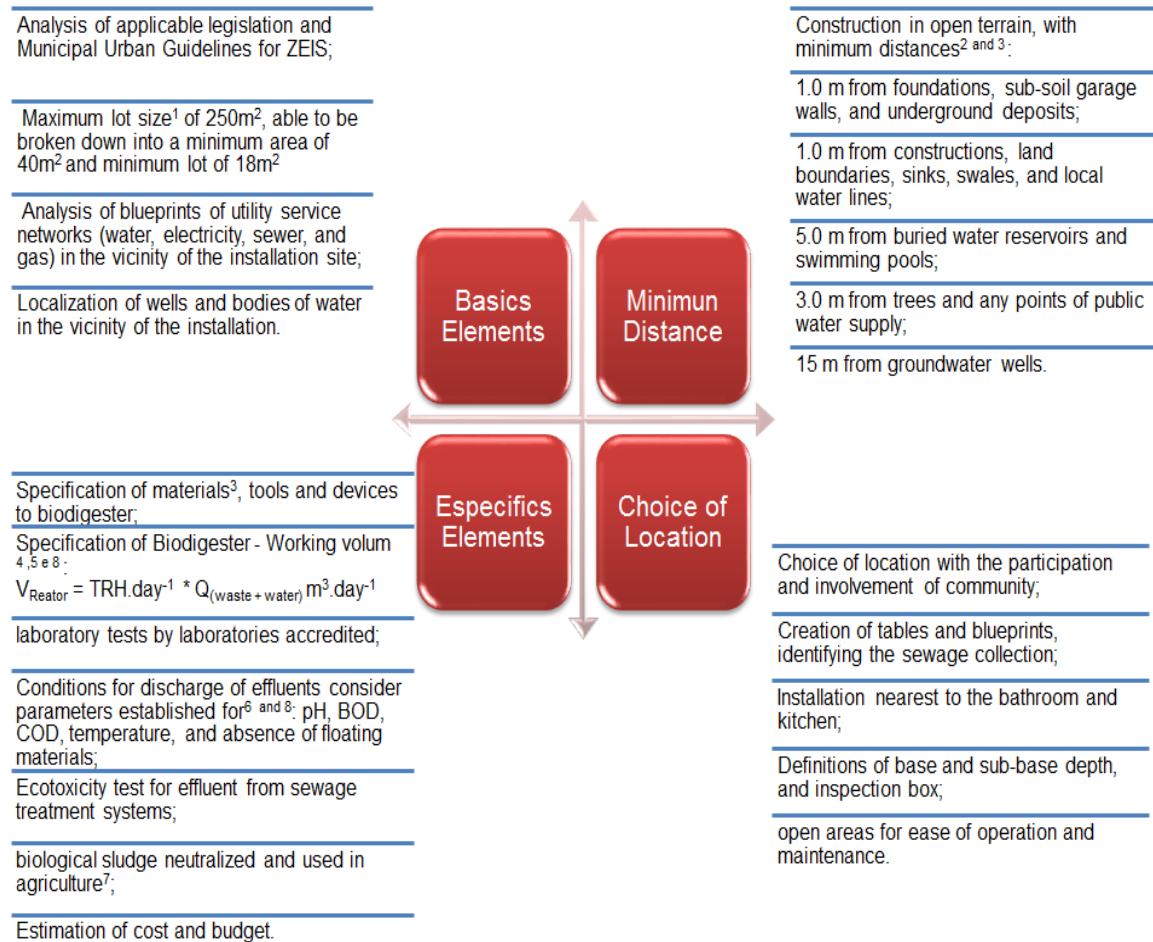 Analysis of applicable legislation and
Municipal Urban Guidelines for ZEIS;
Maximum lot size¹ of 250m², able to be
broken down into a minimum area of
40m² and minimum lot of 18m²
Analysis of blueprints of utility service
networks (water, electricity, sewer, and
gas) in the vicinity of the installation site;
Localization of wells and bodies of water
in the vicinity of the installation.
Construction in open terrain, with
minimum distances² ᵃⁿᵈ ³:
1.0 m from foundations, sub-soil garage
walls, and underground deposits;
1.0 m from constructions, land
boundaries, sinks, swales, and local
water lines;
5.0 m from buried water reservoirs and
swimming pools;
3.0 m from trees and any points of public
water supply;
15 m from groundwater wells.
Basics
Elements
Minimun
Distance
Especifics
Elements
Choice of
Location
Specification of materials³, tools and devices
to biodigester;
Specification of Biodigester - Working volum
⁴ ,⁵ ᵉ ⁸ :
V_Reator = TRH.day⁻¹ * Q_(waste + water) m³.day⁻¹
laboratory tests by laboratories accredited;
Conditions for discharge of effluents consider
parameters established for⁶ ᵃⁿᵈ ⁸: pH, BOD,
COD, temperature, and absence of floating
materials;
Ecotoxicity test for effluent from sewage
treatment systems;
biological sludge neutralized and used in
agriculture⁷;
Estimation of cost and budget.
Choice of location with the participation
and involvement of community;
Creation of tables and blueprints,
identifying the sewage collection;
Installation nearest to the bathroom and
kitchen;
Definitions of base and sub-base depth,
and inspection box;
open areas for ease of operation and
maintenance.